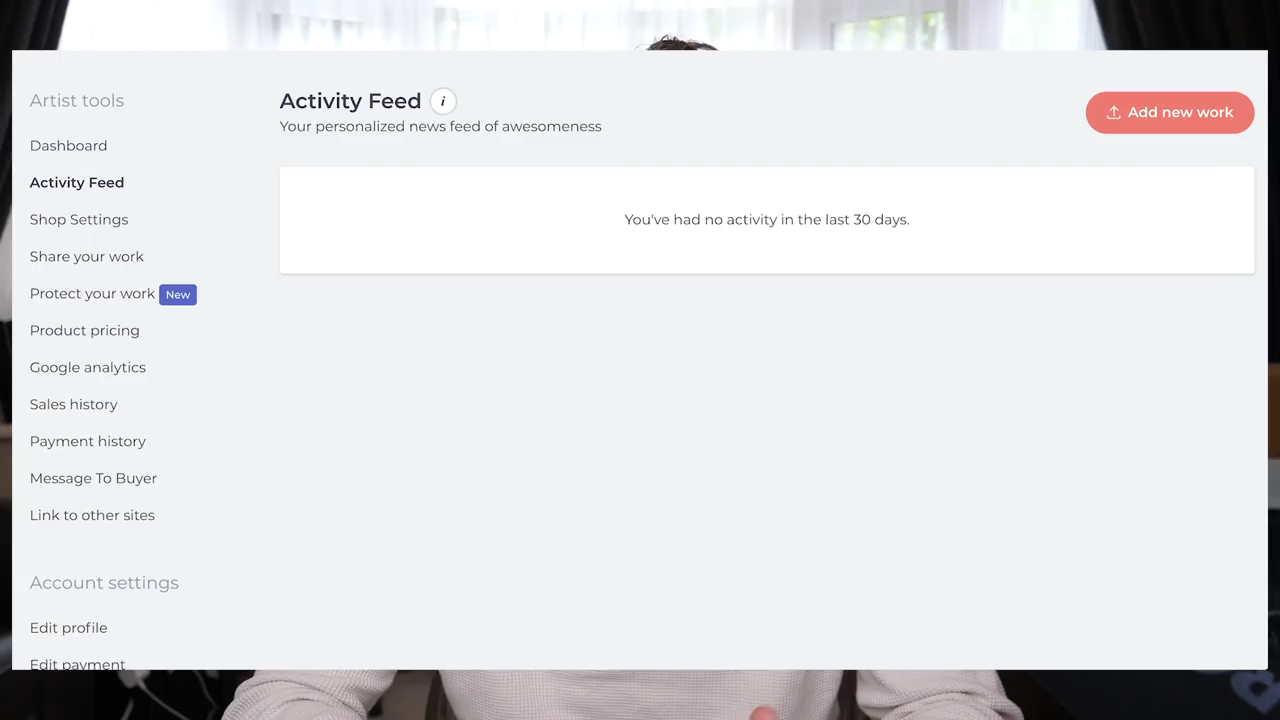 Artist tools
Dashboard
Activity Feed
Shop Settings
Share your work
Protect your work New
Product pricing
Google analytics
Sales history
Payment history
Message To Buyer
Link to other sites
Account settings
Edit profile
Edit payment
Activity Feed i
Your personalized news feed of awesomeness
Add new work
You've had no activity in the last 30 days.